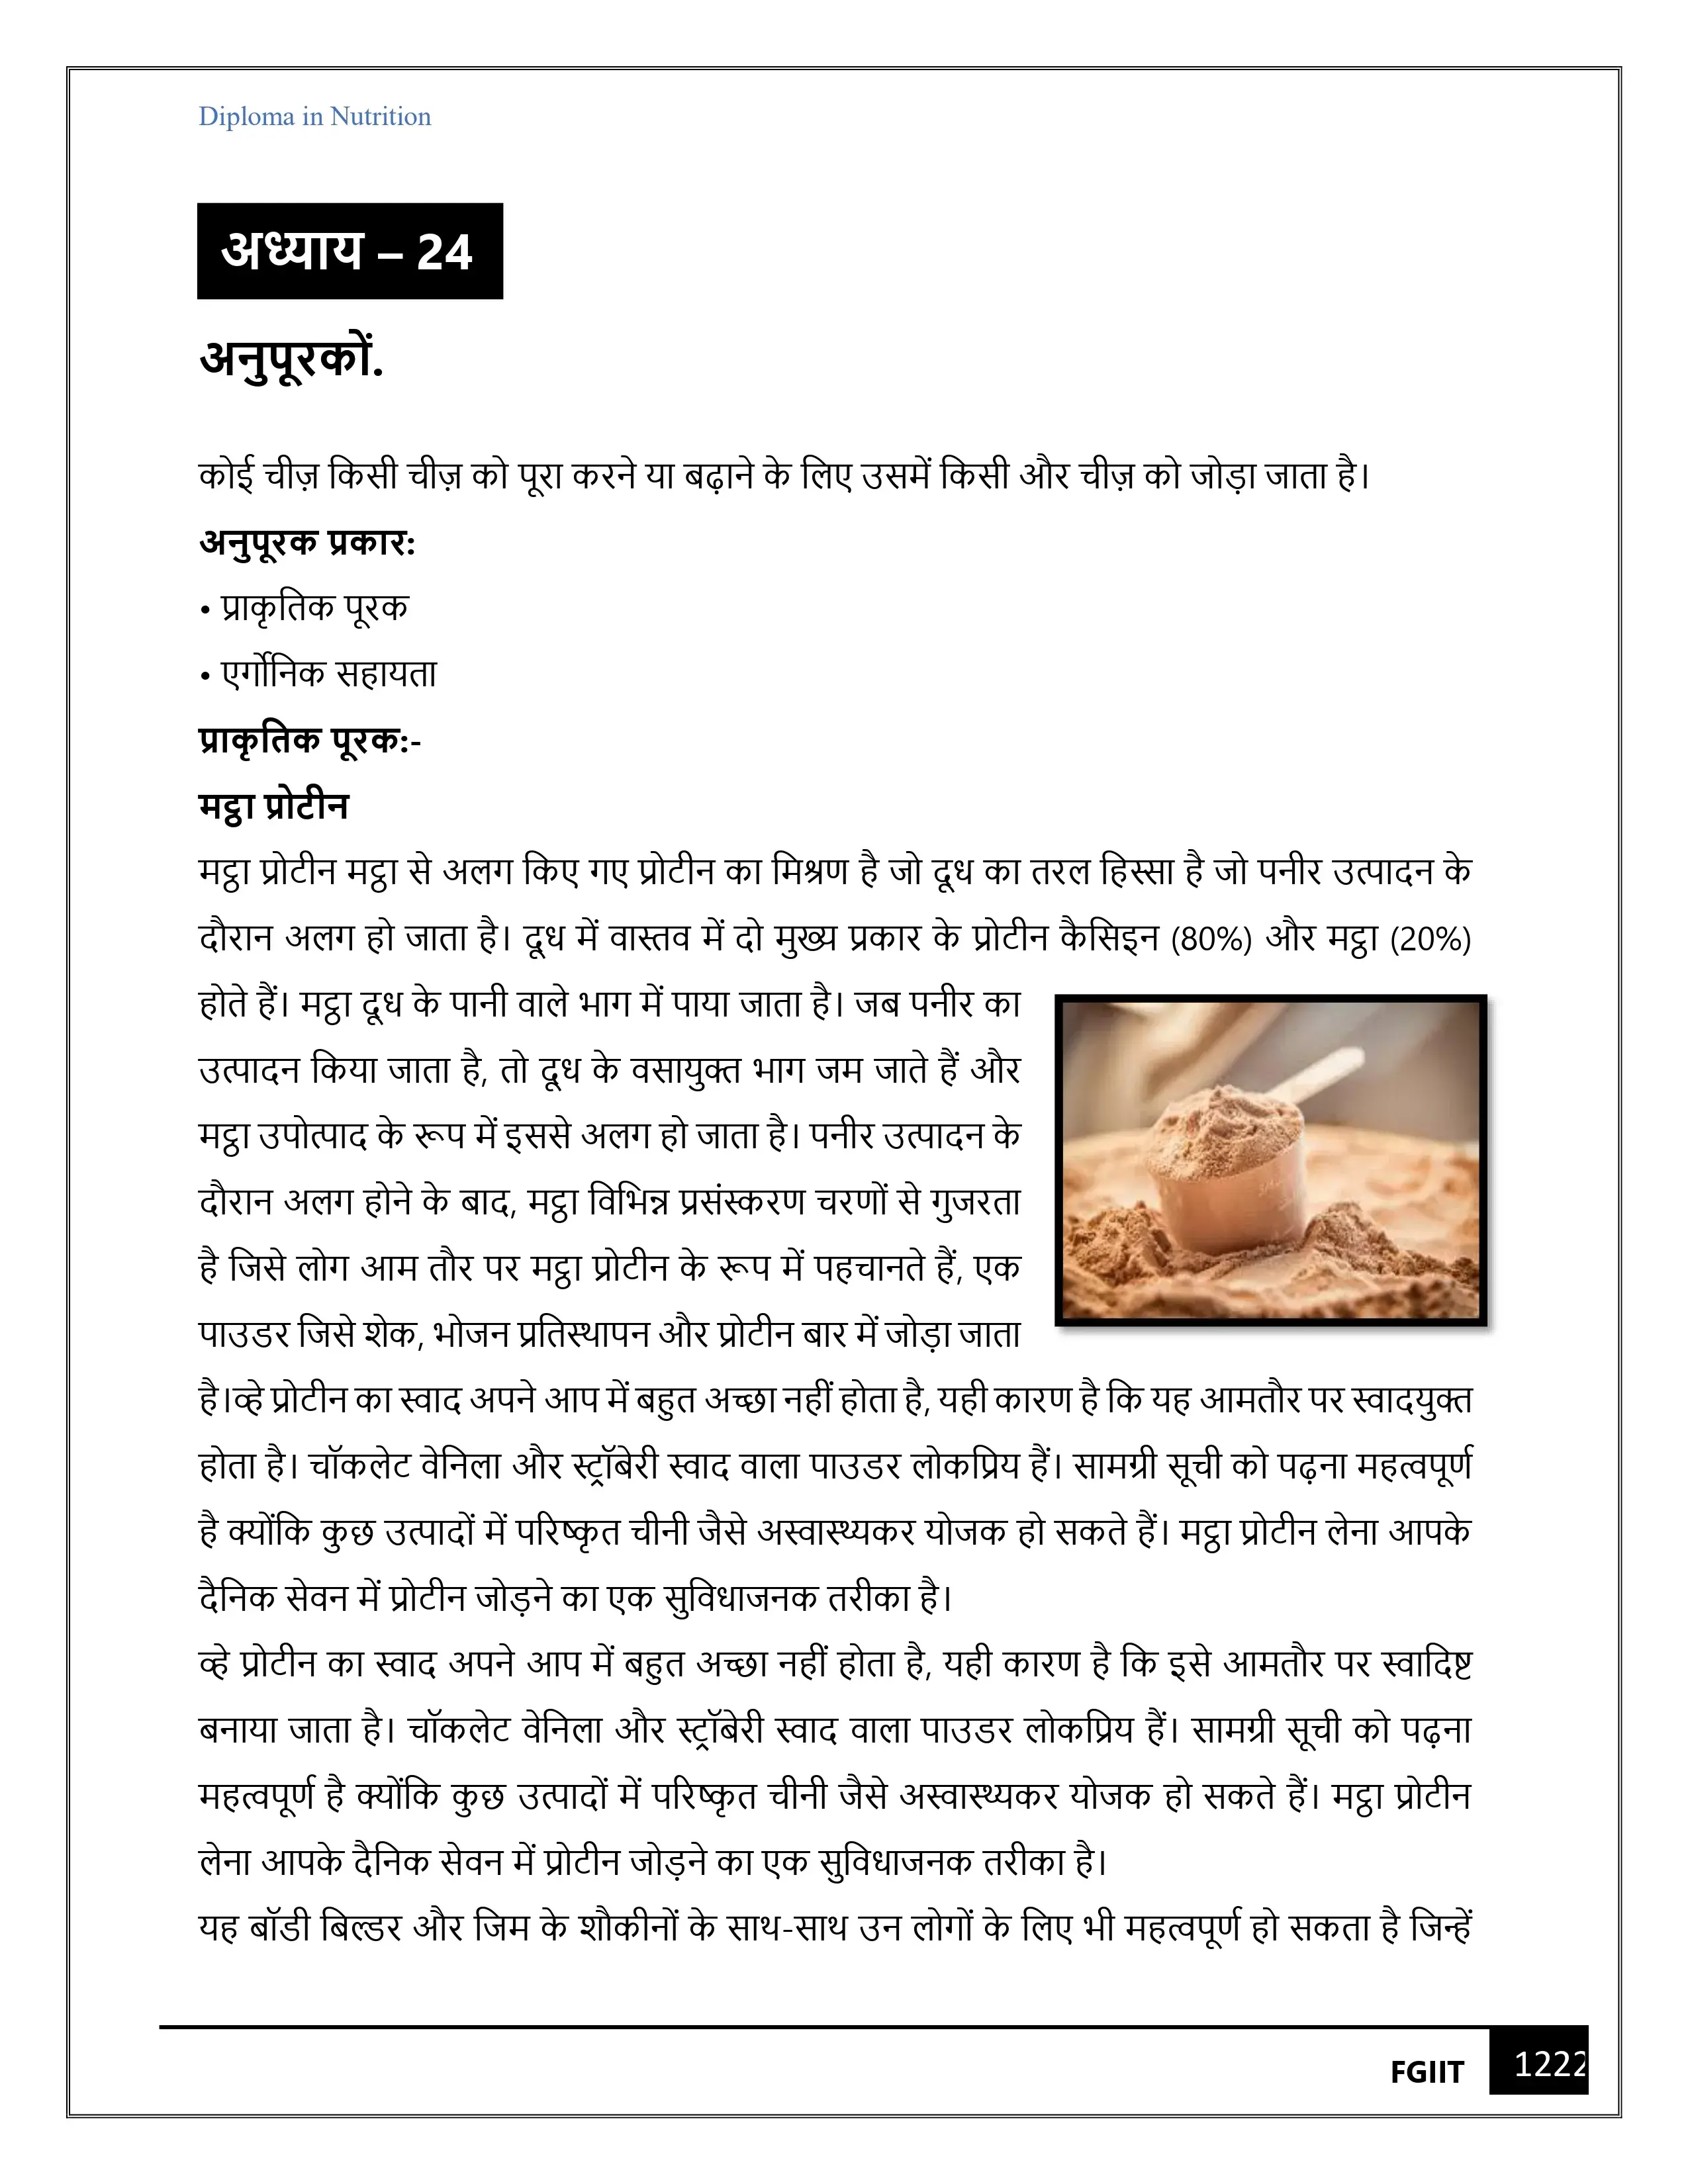 Diploma in Nutrition
अध्याय – 24
अनुपूरकों.
कोई चीज़ किसी चीज़ को पूरा करने या बढ़ाने के लिए उसमें किसी और चीज़ को जोड़ा जाता है।
अनुपूरक प्रकार:
• प्राकृतिक पूरक
• एर्गोनिक सहायता
प्राकृतिक पूरक:-
मट्ठा प्रोटीन
मट्ठा प्रोटीन मट्ठा से अलग किए गए प्रोटीन का मिश्रण है जो दूध का तरल हिस्सा है जो पनीर उत्पादन के
दौरान अलग हो जाता है। दूध में वास्तव में दो मुख्य प्रकार के प्रोटीन कैसिइन (80%) और मट्ठा (20%)
होते हैं। मट्ठा दूध के पानी वाले भाग में पाया जाता है। जब पनीर का
उत्पादन किया जाता है, तो दूध के वसायुक्त भाग जम जाते हैं और
मट्ठा उपोत्पाद के रूप में इससे अलग हो जाता है। पनीर उत्पादन के
दौरान अलग होने के बाद, मट्ठा विभिन्न प्रसंस्करण चरणों से गुजरता
है जिसे लोग आम तौर पर मट्ठा प्रोटीन के रूप में पहचानते हैं, एक
पाउडर जिसे शेक, भोजन प्रतिस्थापन और प्रोटीन बार में जोड़ा जाता
है।व्हे प्रोटीन का स्वाद अपने आप में बहुत अच्छा नहीं होता है, यही कारण है कि यह आमतौर पर स्वादयुक्त
होता है। चॉकलेट वेनिला और स्ट्रॉबेरी स्वाद वाला पाउडर लोकप्रिय हैं। सामग्री सूची को पढ़ना महत्वपूर्ण
है क्योंकि कुछ उत्पादों में परिष्कृत चीनी जैसे अस्वास्थ्यकर योजक हो सकते हैं। मट्ठा प्रोटीन लेना आपके
दैनिक सेवन में प्रोटीन जोड़ने का एक सुविधाजनक तरीका है।
व्हे प्रोटीन का स्वाद अपने आप में बहुत अच्छा नहीं होता है, यही कारण है कि इसे आमतौर पर स्वादिष्ट
बनाया जाता है। चॉकलेट वेनिला और स्ट्रॉबेरी स्वाद वाला पाउडर लोकप्रिय हैं। सामग्री सूची को पढ़ना
महत्वपूर्ण है क्योंकि कुछ उत्पादों में परिष्कृत चीनी जैसे अस्वास्थ्यकर योजक हो सकते हैं। मट्ठा प्रोटीन
लेना आपके दैनिक सेवन में प्रोटीन जोड़ने का एक सुविधाजनक तरीका है।
यह बॉडी बिल्डर और जिम के शौकीनों के साथ-साथ उन लोगों के लिए भी महत्वपूर्ण हो सकता है जिन्हें
FGIIT 1222